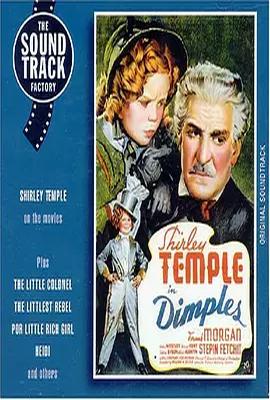 THE
SOUND
TRACK
FACTORY
SHIRLEY TEMPLE
on the movies
Plus
THE LITTLE COLONEL
THE LITTLEST REBEL
POR LITTLE RICH GIRL
HEIDI
and others
Shirley
TEMPLE
in
Dimples
Frank
MORGAN
STEPIN FETCHIT
ORIGINAL SOUNDTRACK